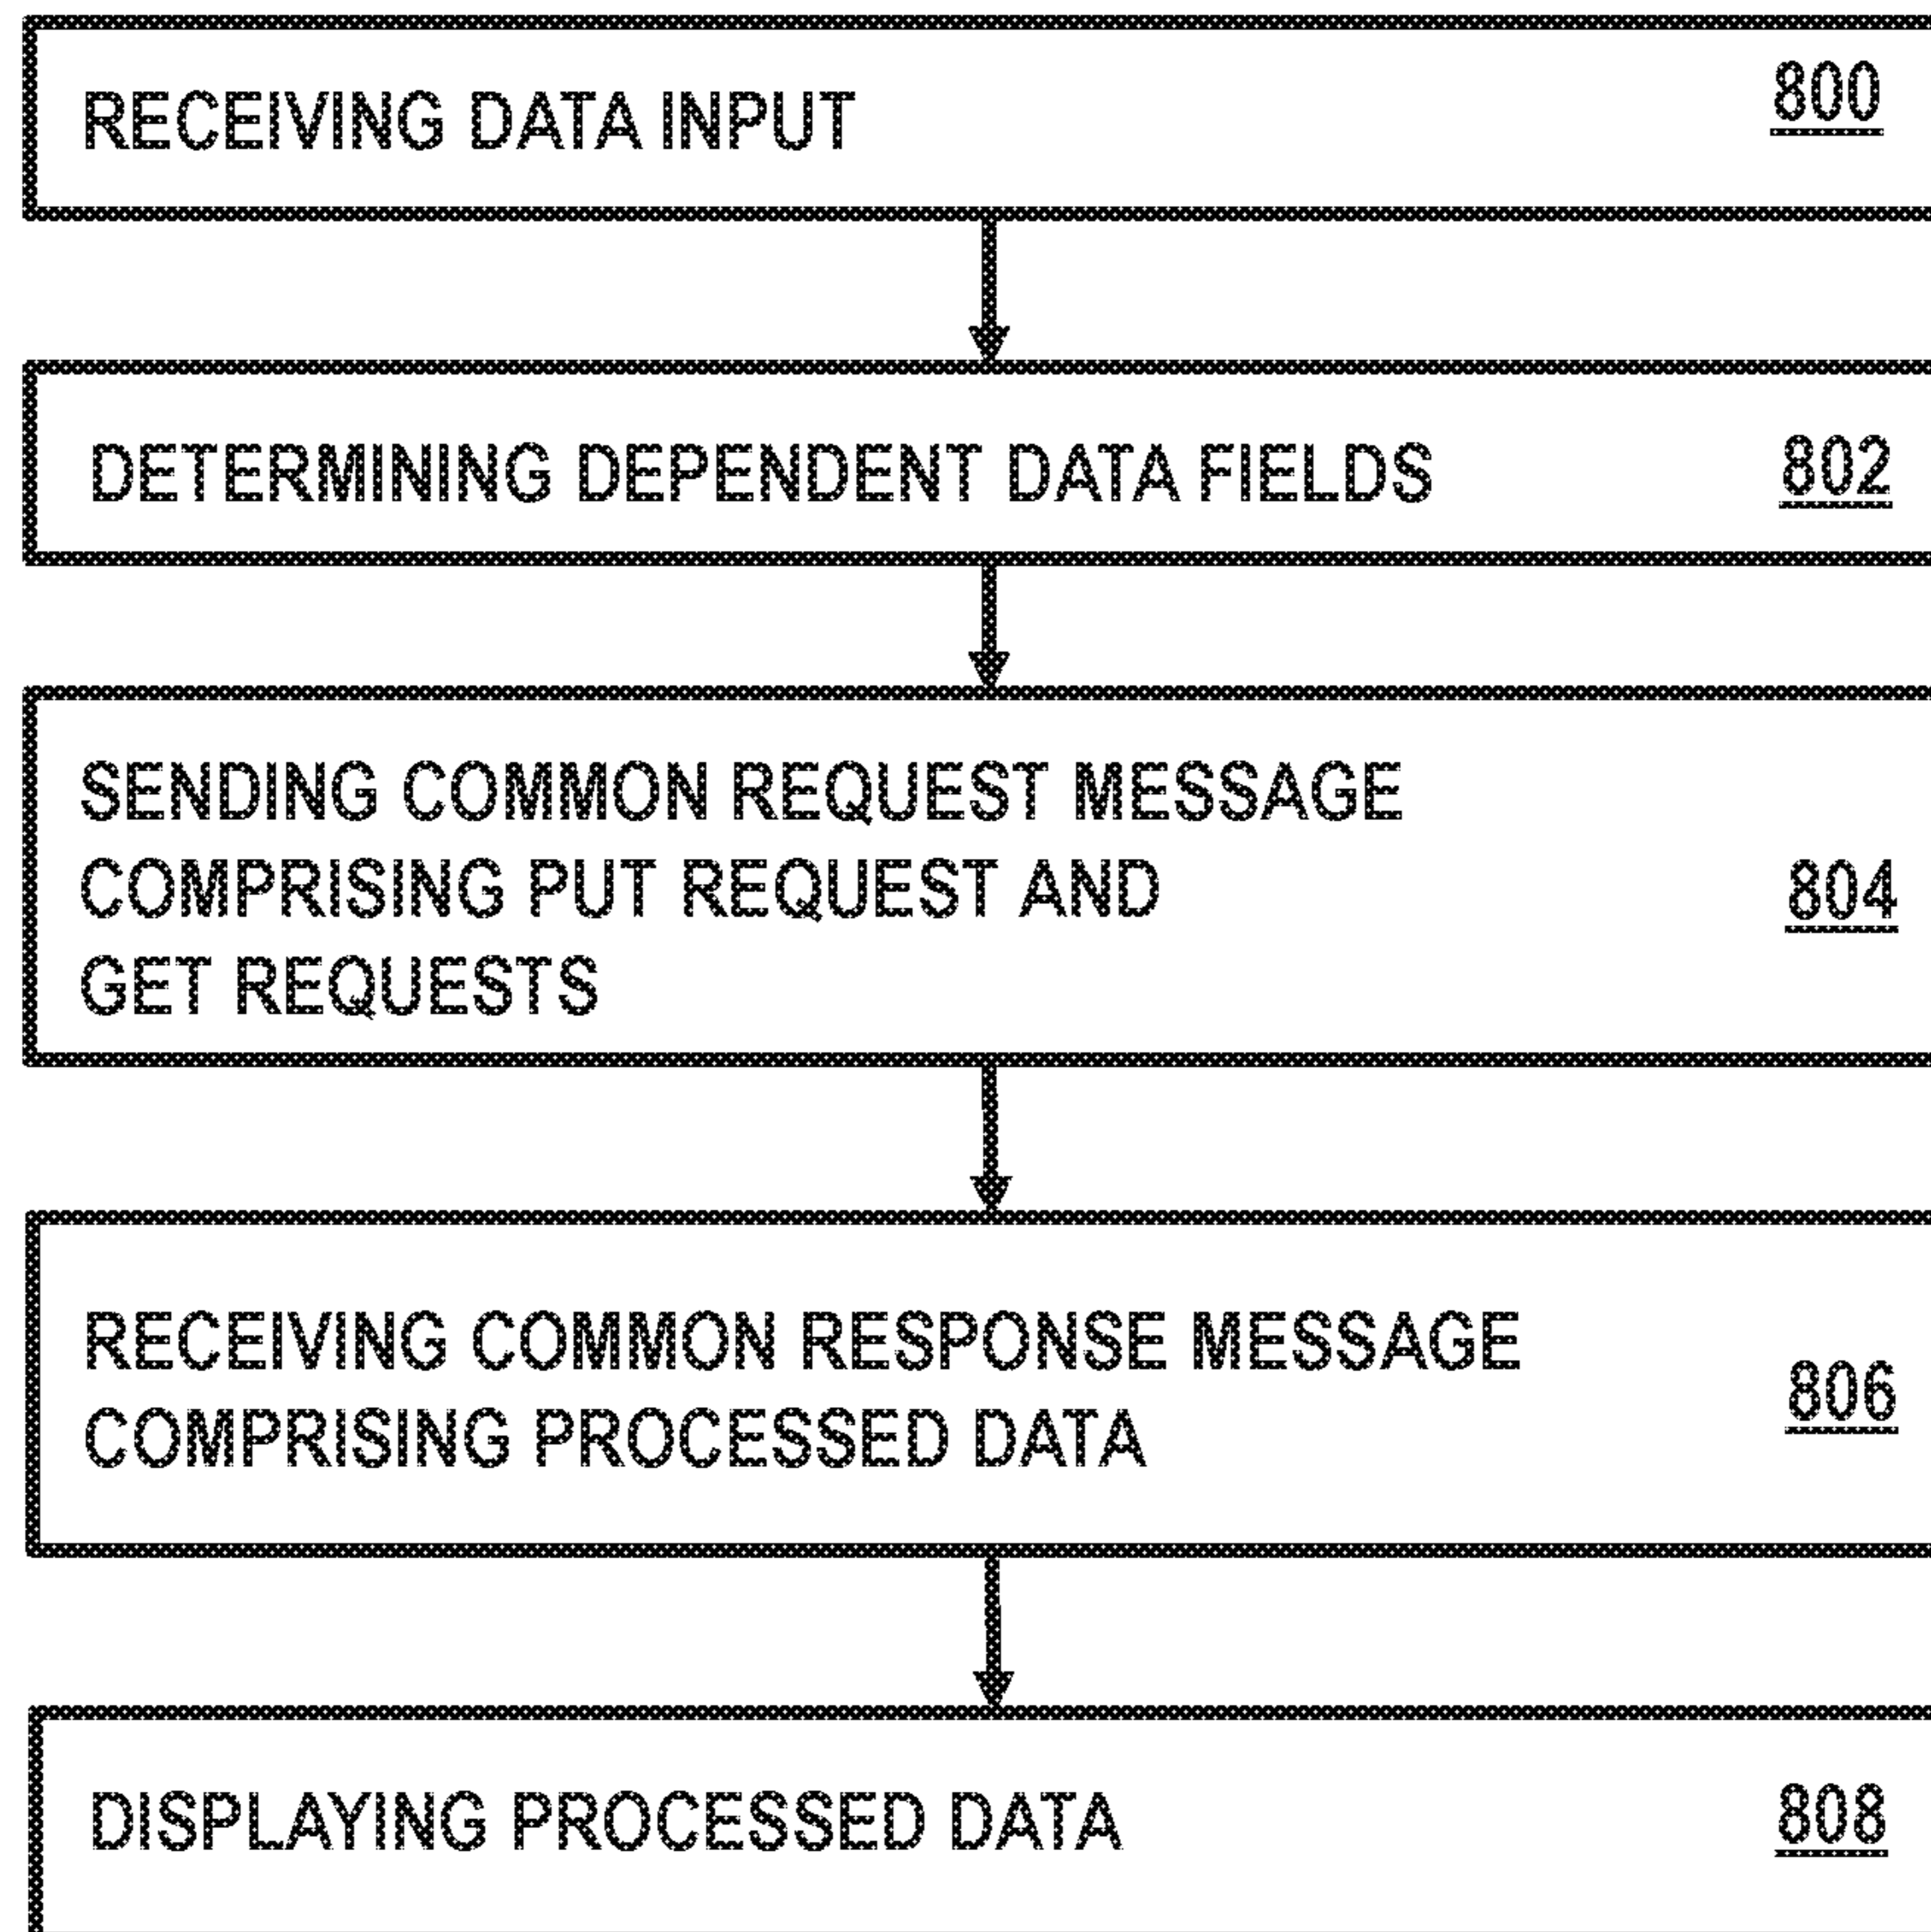 RECEIVING DATA INPUT 800
DETERMINING DEPENDENT DATA FIELDS 802
SENDING COMMON REQUEST MESSAGE
COMPRISING PUT REQUEST AND 804
GET REQUESTS
RECEIVING COMMON RESPONSE MESSAGE
806
COMPRISING PROCESSED DATA
DISPLAYING PROCESSED DATA 808